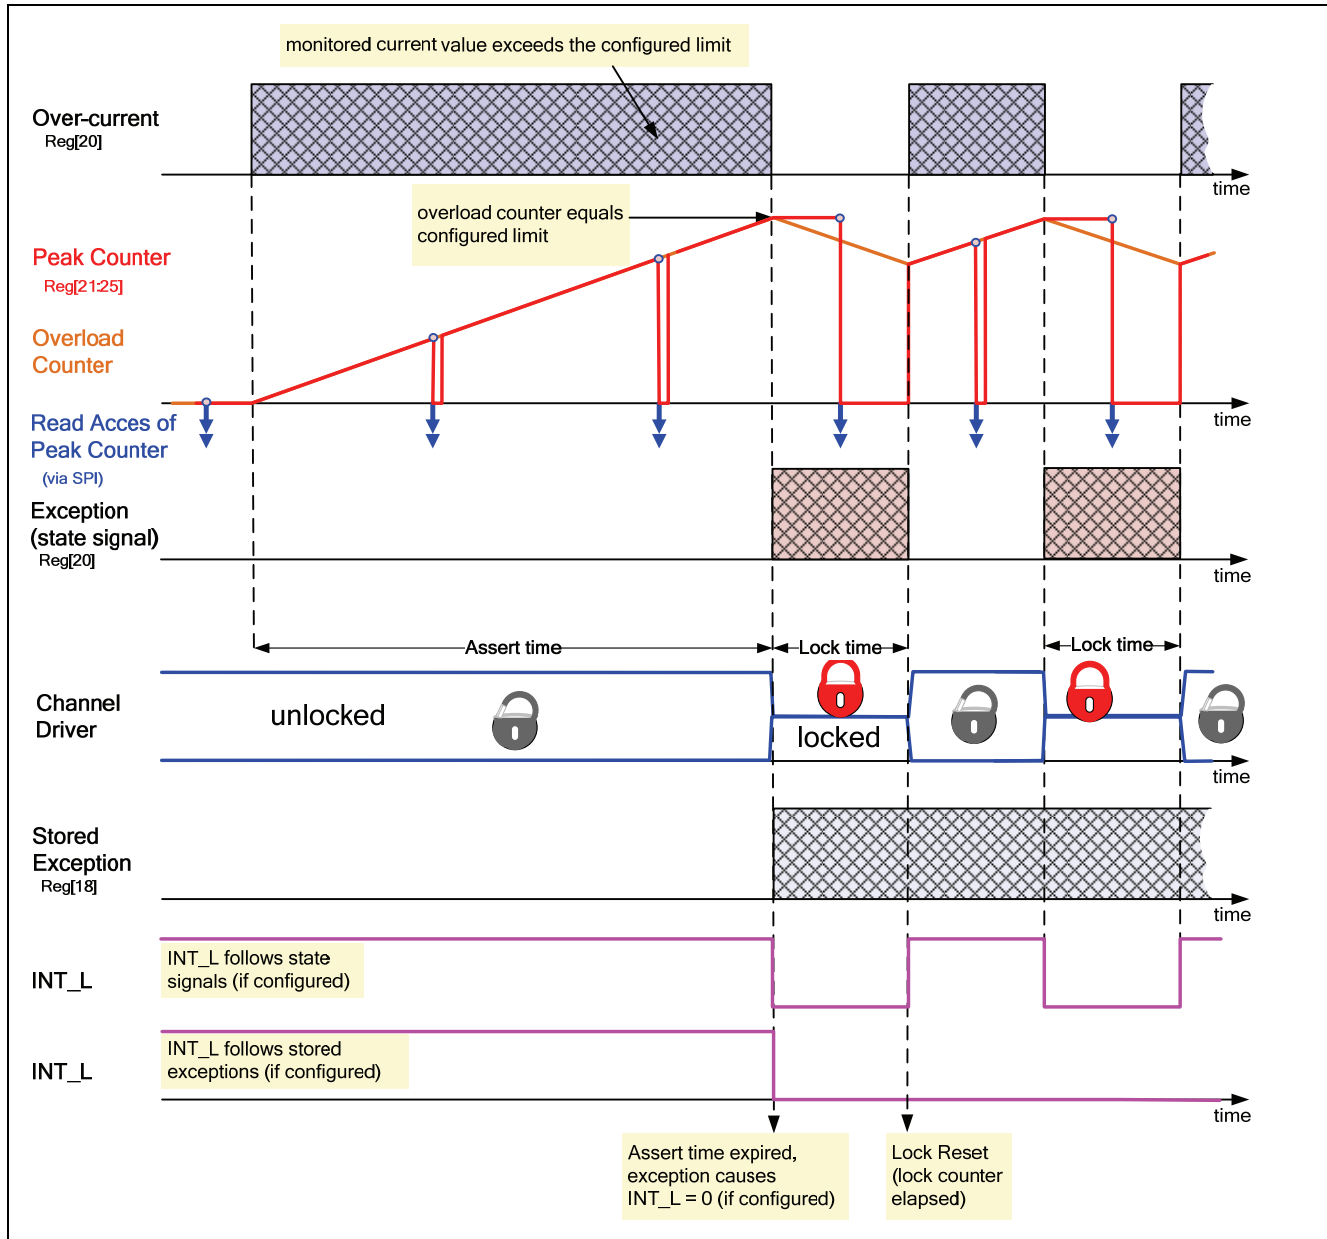 monitored current value exceeds the configured limit
Over-current
Reg[20]
time
overload counter equals
configured limit
Peak Counter
Reg[21:25]
Overload
Counter
time
Read Acces of
Peak Counter
(via SPI)
Exception
(state signal)
Reg[20]
time
Assert time
Lock time
Lock time
Channel
Driver
unlocked
locked
time
Stored
Exception
Reg[18]
time
INT_L follows state
signals (if configured)
INT_L
INT_L follows stored
exceptions (if configured)
INT_L
time
Assert time expired,
exception causes
INT_L = 0 (if configured)
Lock Reset
(lock counter
elapsed)